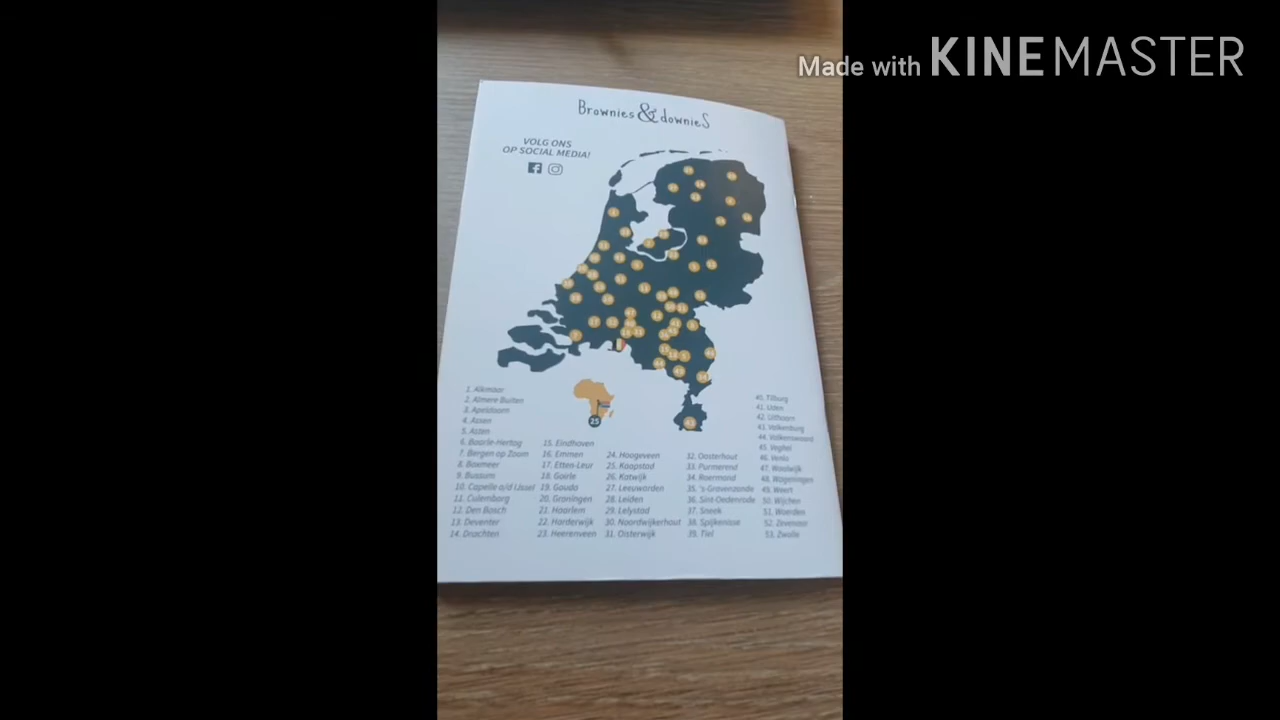 Made with KINEMASTER
Brownies & downieS
VOLG ONS
OP SOCIAL MEDIA!
25
1. Alkmaar
2. Almere Buiten
3. Apeldoorn
4. Assen
5. Asten
6. Baarle-Hertog
7. Bergen op Zoom
8. Boxmeer
9. Bussum
10. Capelle a/d IJssel
11. Culemborg
12. Den Bosch
13. Deventer
14. Drachten
15. Eindhoven
16. Emmen
17. Etten-Leur
18. Goirle
19. Gouda
20. Groningen
21. Haarlem
22. Harderwijk
23. Heerenveen
24. Hoogeveen
25. Kaapstad
26. Katwijk
27. Leeuwarden
28. Leiden
29. Lelystad
30. Noordwijkerhout
31. Oisterwijk
32. Oosterhout
33. Purmerend
34. Roermond
35. 's-Gravenzande
36. Sint-Oedenrode
37. Sneek
38. Spijkenisse
39. Tiel
40. Tilburg
41. Uden
42. Uithoorn
43. Valkenburg
44. Valkenswaard
45. Veghel
46. Venlo
47. Waalwijk
48. Wageningen
49. Weert
50. Wijchen
51. Woerden
52. Zevenaar
53. Zwolle